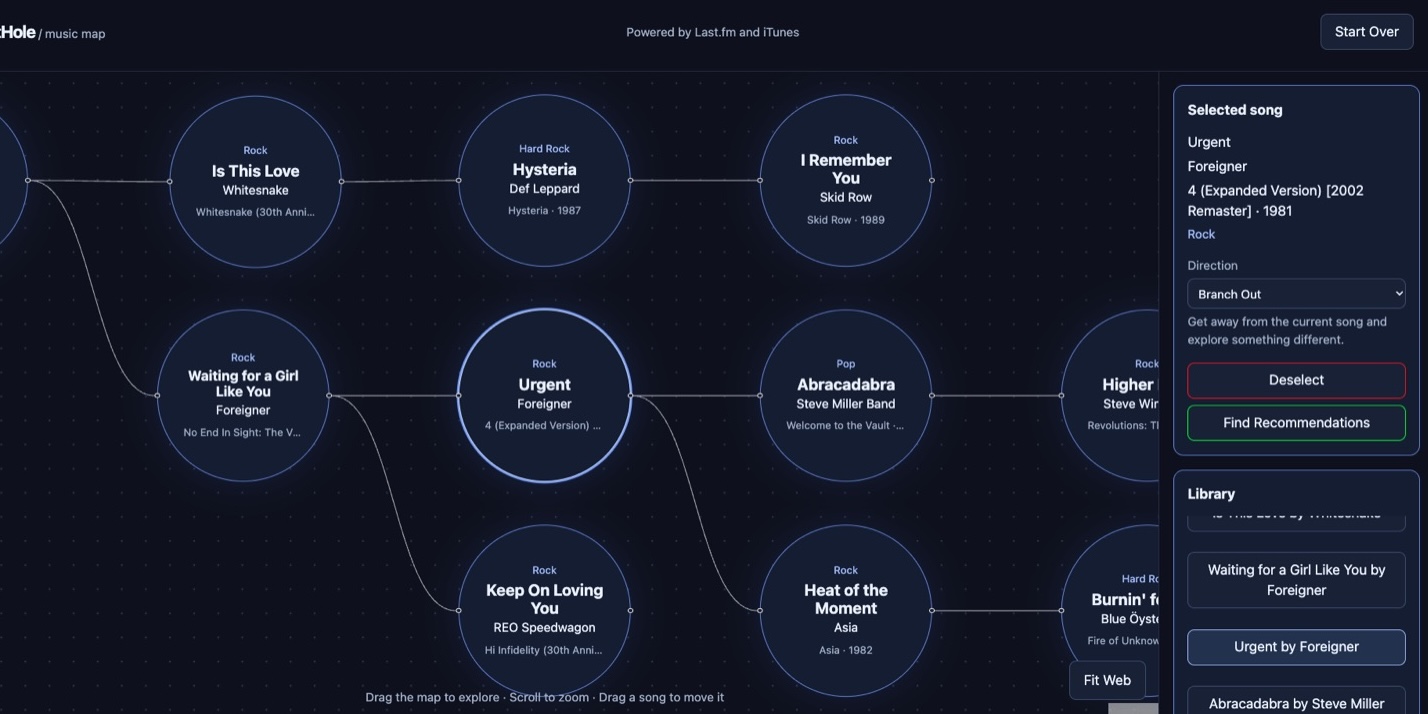 Hole / music map
Powered by Last.fm and iTunes
Start Over
Rock
Is This Love
Whitesnake
Whitesnake (30th Anni...
Hard Rock
Hysteria
Def Leppard
Hysteria · 1987
Rock
I Remember
You
Skid Row
Skid Row · 1989
Rock
Waiting for a Girl
Like You
Foreigner
No End In Sight: The V...
Rock
Urgent
Foreigner
4 (Expanded Version) ...
Pop
Abracadabra
Steve Miller Band
Welcome to the Vault ·...
Rock
Higher
Steve Wi
Revolutions: T
Rock
Keep On Loving
You
REO Speedwagon
Hi Infidelity (30th Anni...
Rock
Heat of the
Moment
Asia
Asia · 1982
Hard Ro
Burnin' f
Blue Öyst
Fire of Unknow
Fit Web
Drag the map to explore · Scroll to zoom · Drag a song to move it
Selected song
Urgent
Foreigner
4 (Expanded Version) [2002
Remaster] · 1981
Rock
Direction
Branch Out
Get away from the current song and
explore something different.
Deselect
Find Recommendations
Library
Is This Love by Whitesnake
Waiting for a Girl Like You by
Foreigner
Urgent by Foreigner
Abracadabra by Steve Miller